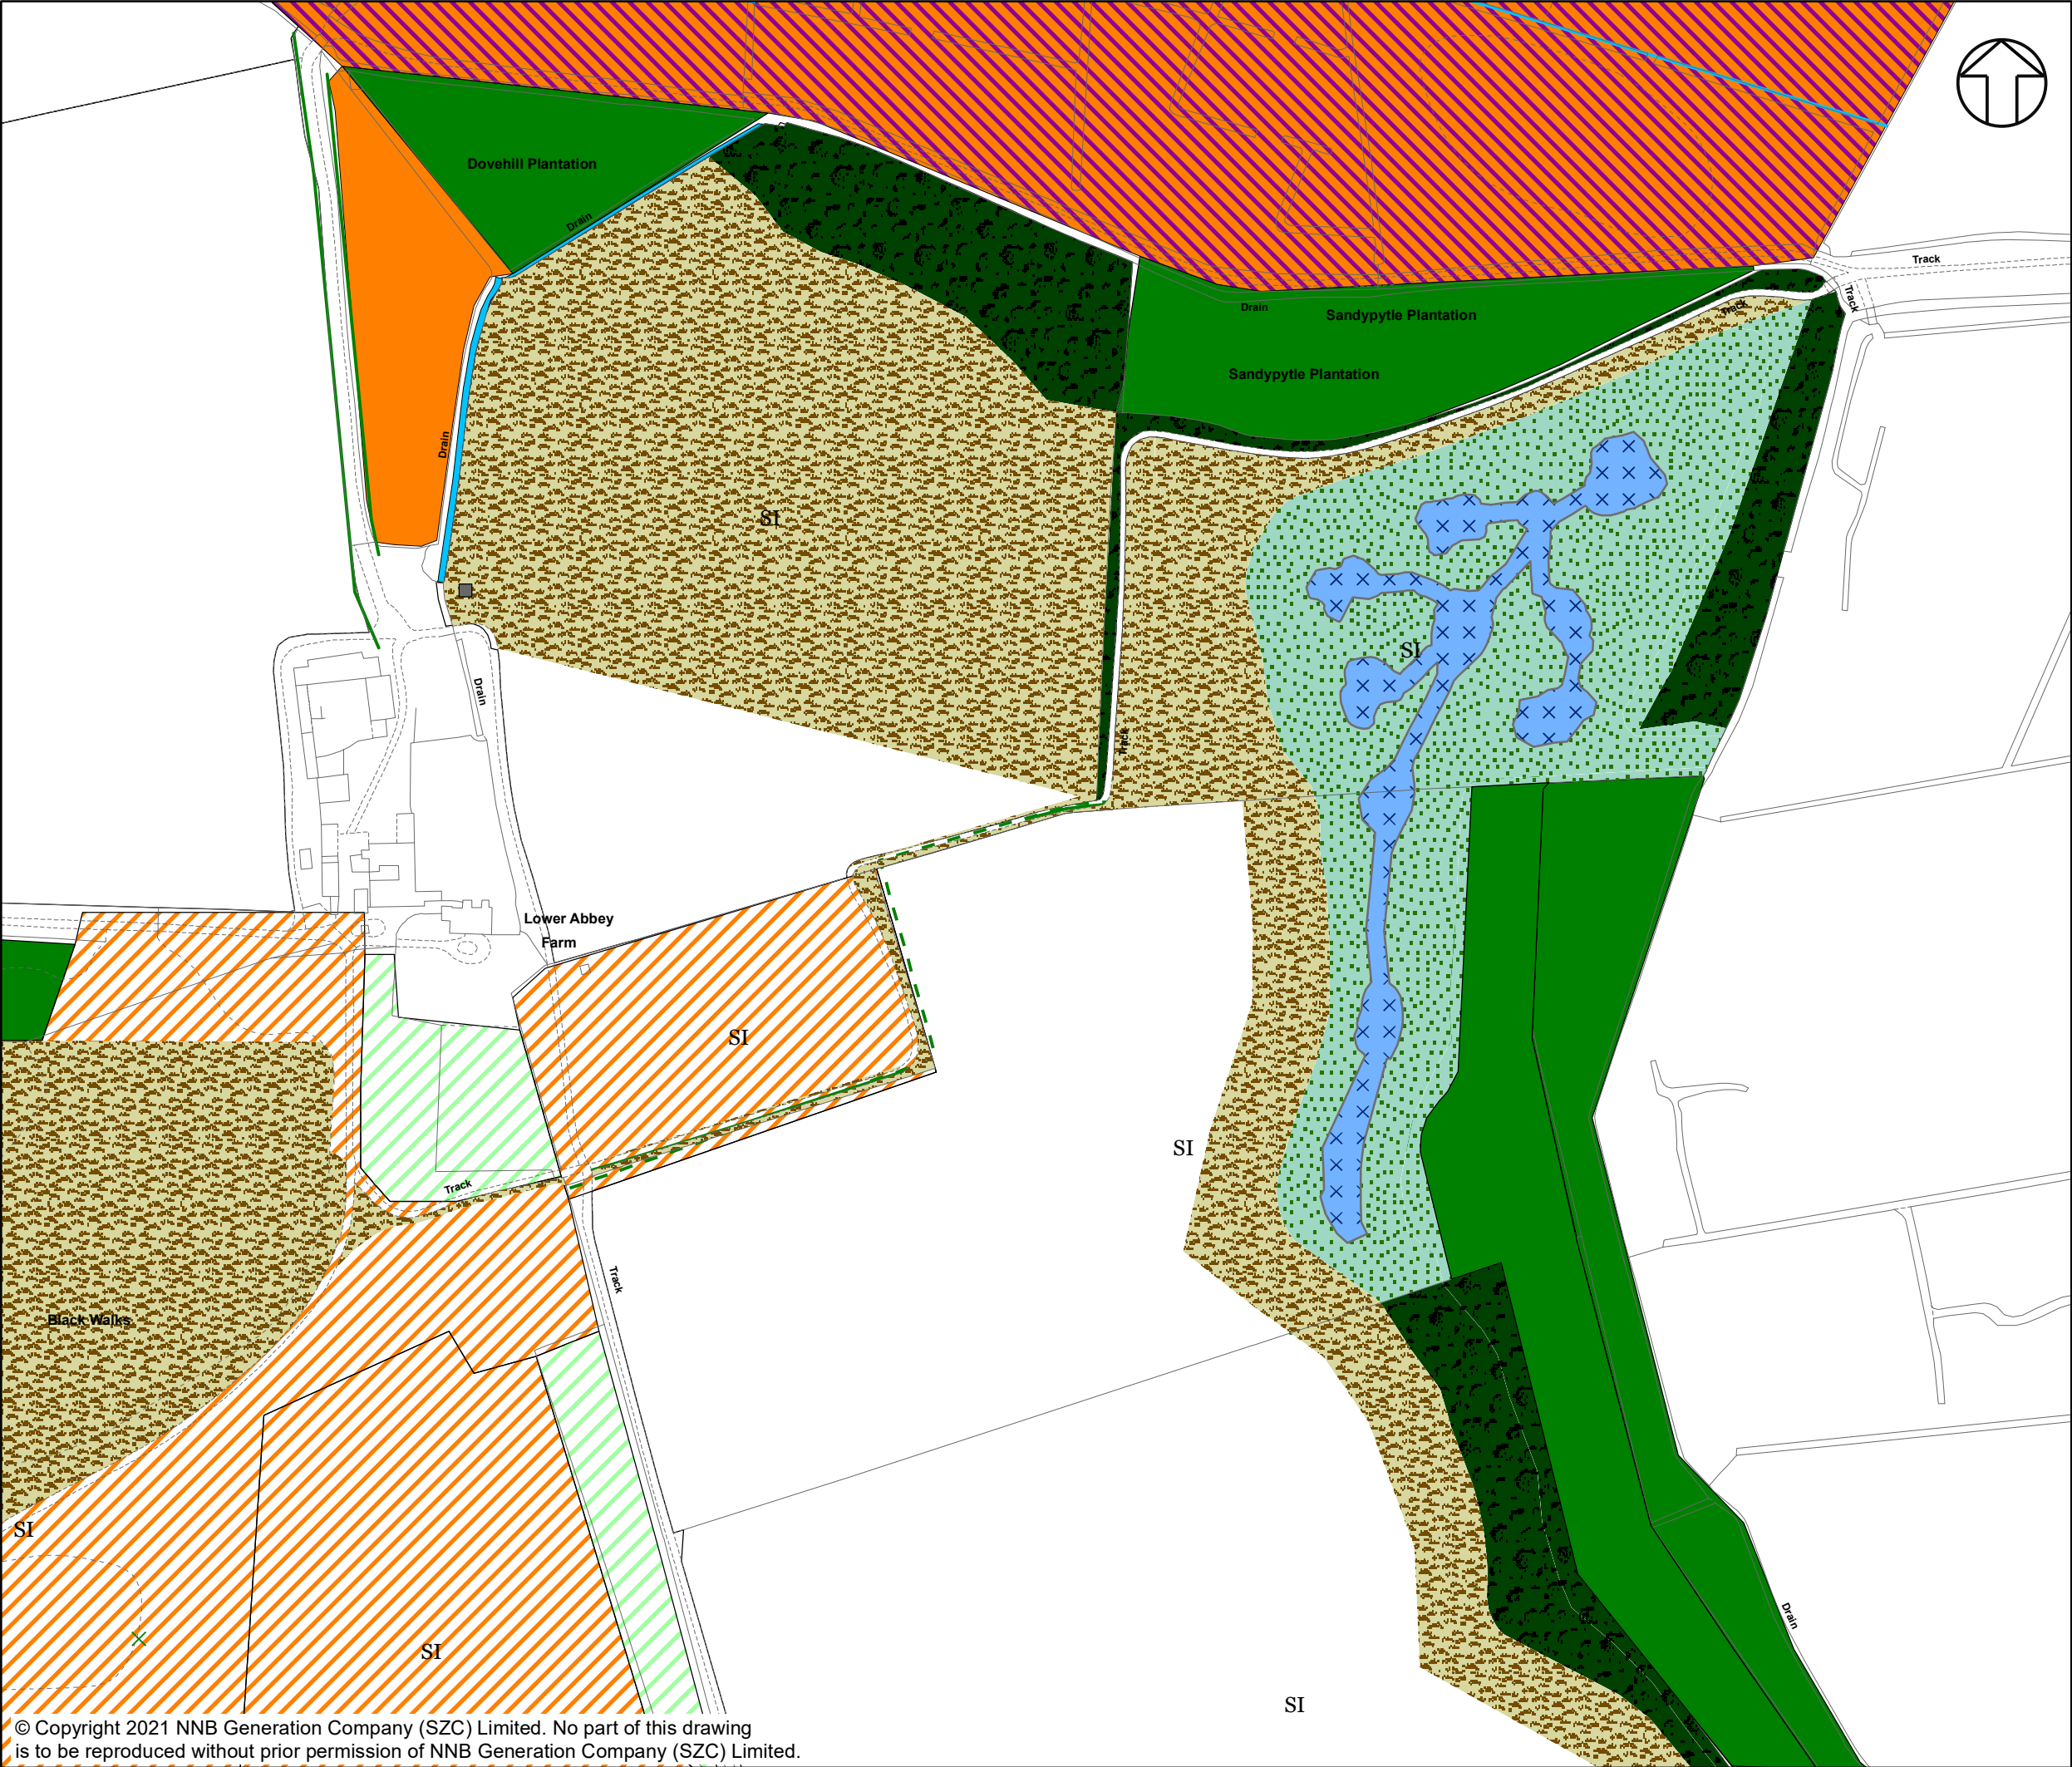 Dovehill Plantation
Drain
Track
Track
Drain
Sandypytle Plantation
Track
Sandypytle Plantation
Drain
SI
SI
Drain
Track
Lower Abbey
Farm
SI
SI
Track
Track
Black Walks
SI
Drain
SI
SI
© Copyright 2021 NNB Generation Company (SZC) Limited. No part of this drawing
is to be reproduced without prior permission of NNB Generation Company (SZC) Limited.